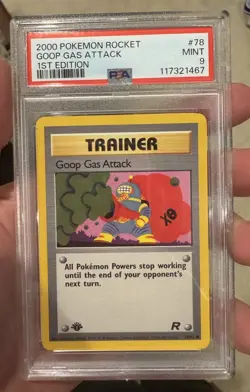 2000 POKEMON ROCKET #78
GOOP GAS ATTACK MINT
1ST EDITION 9
PSA 117321467
TRAINER
Goop Gas Attack
All Pokémon Powers stop working
until the end of your opponent's
next turn.
1
R